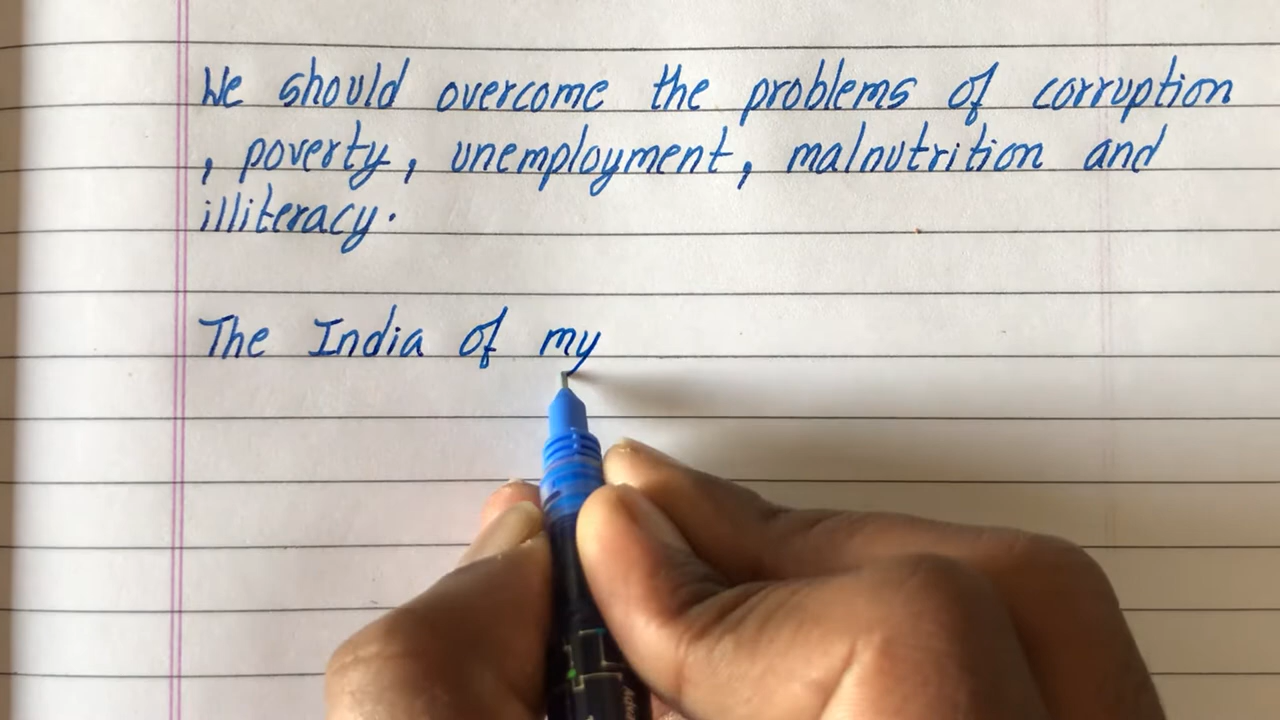 We should overcome the problems of corruption
, poverty, unemployment, malnutrition and
illiteracy.
The India of my